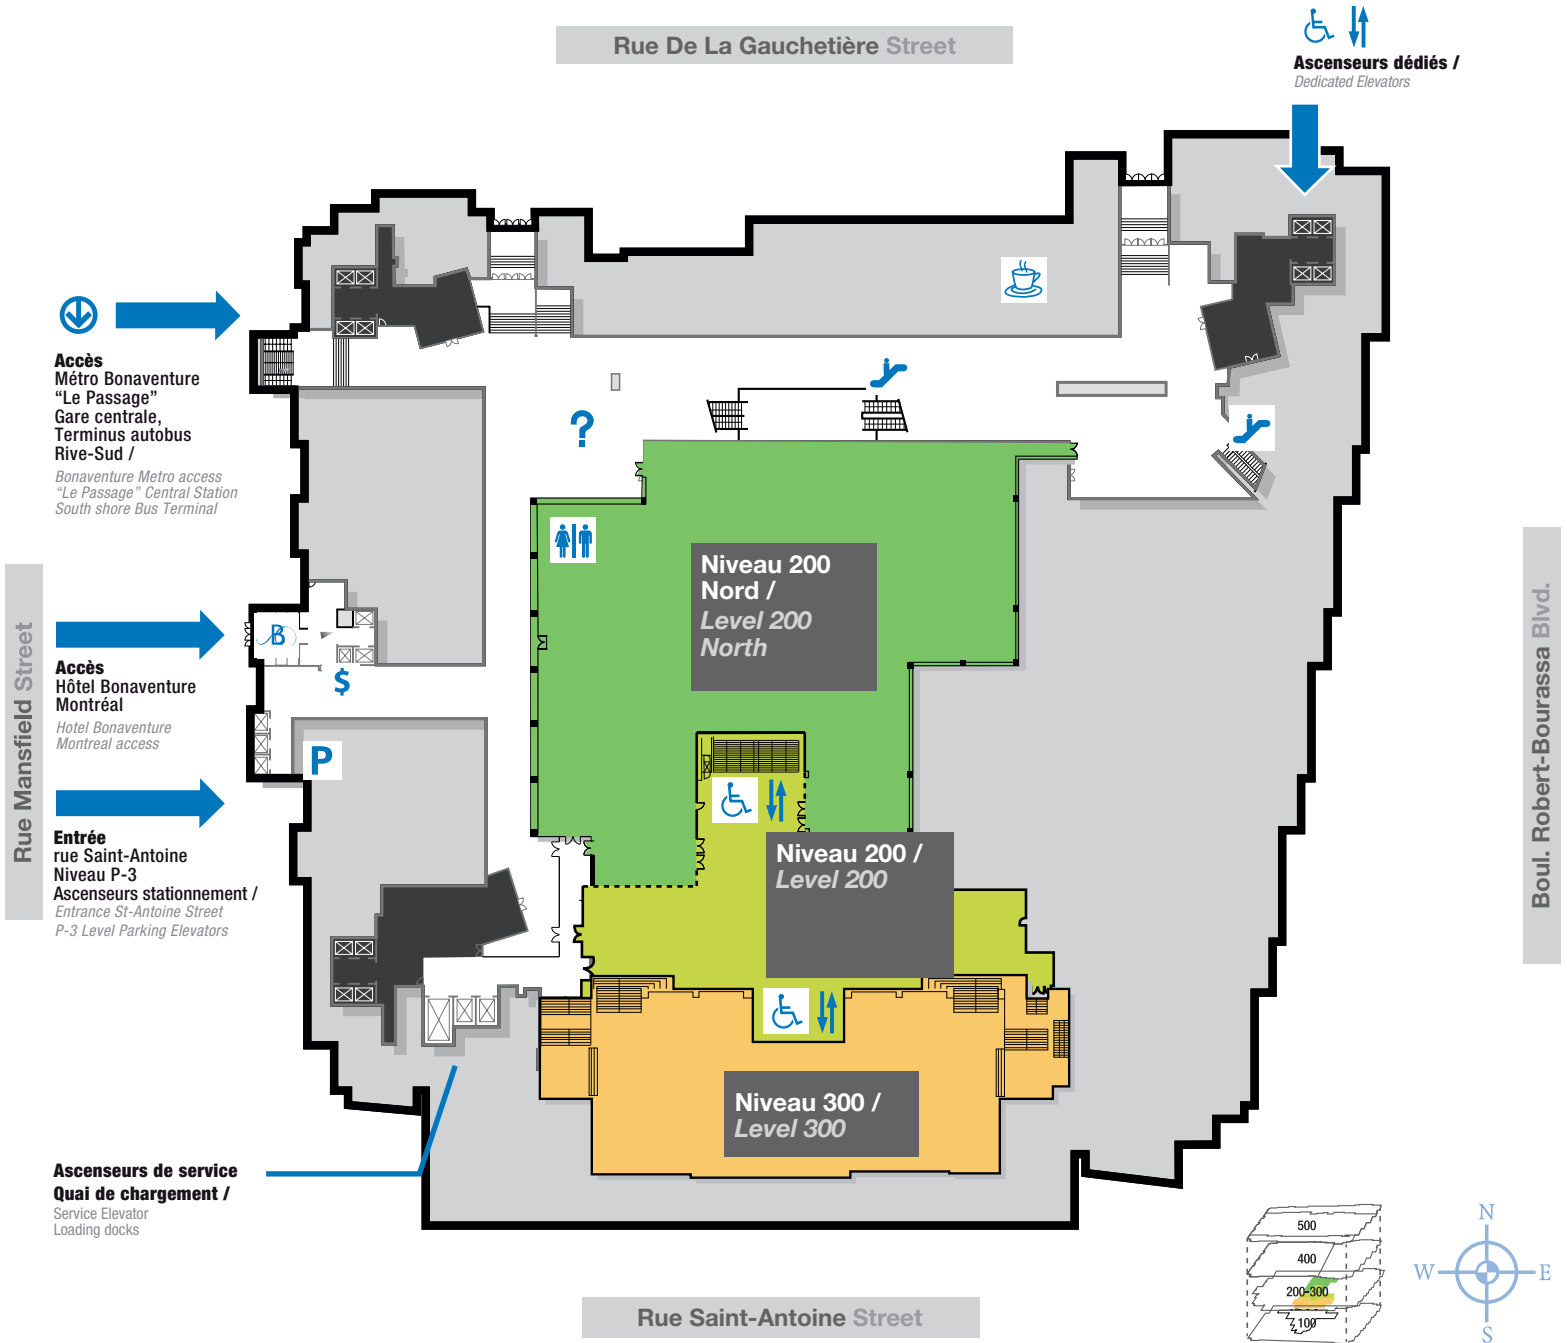 Rue De La Gauchetière Street
Ascenseurs dédiés /
Dedicated Elevators
Accès
Métro Bonaventure
“Le Passage”
Gare centrale,
Terminus autobus
Rive-Sud /
Bonaventure Metro access
“Le Passage” Central Station
South shore Bus Terminal
?
Niveau 200
Nord /
Level 200
North
Rue Mansfield Street
B
Accès
Hôtel Bonaventure
Montréal
Hotel Bonaventure
Montreal access
$
P
Entrée
rue Saint-Antoine
Niveau P-3
Ascenseurs stationnement /
Entrance St-Antoine Street
P-3 Level Parking Elevators
Niveau 200 /
Level 200
Boul. Robert-Bourassa Blvd.
Niveau 300 /
Level 300
Ascenseurs de service
Quai de chargement /
Service Elevator
Loading docks
500
400
200-300
100
N
W
E
S
Rue Saint-Antoine Street